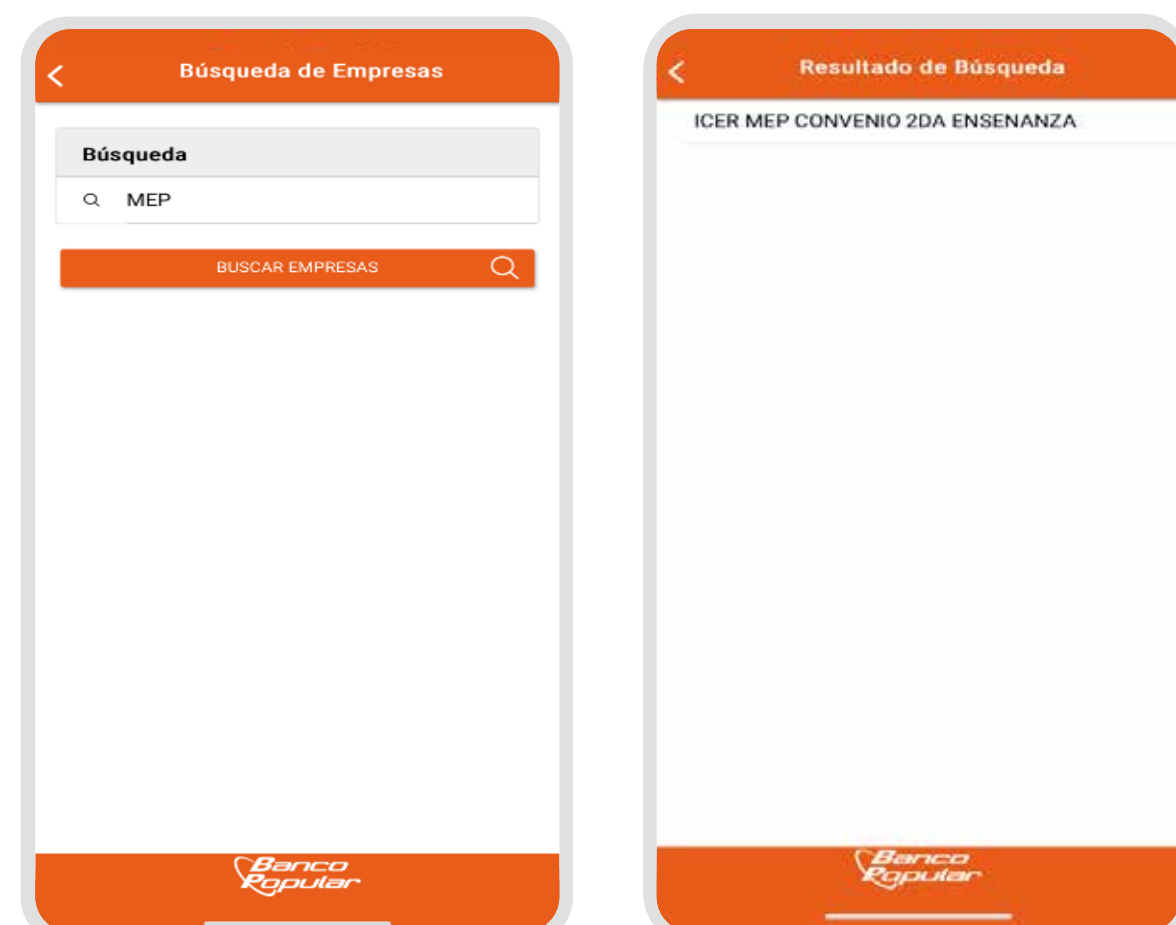 Búsqueda de Empresas
Búsqueda
MEP
BUSCAR EMPRESAS
Banco
Popular
Resultado de Búsqueda
ICER MEP CONVENIO 2DA ENSENANZA
Banco
Popular